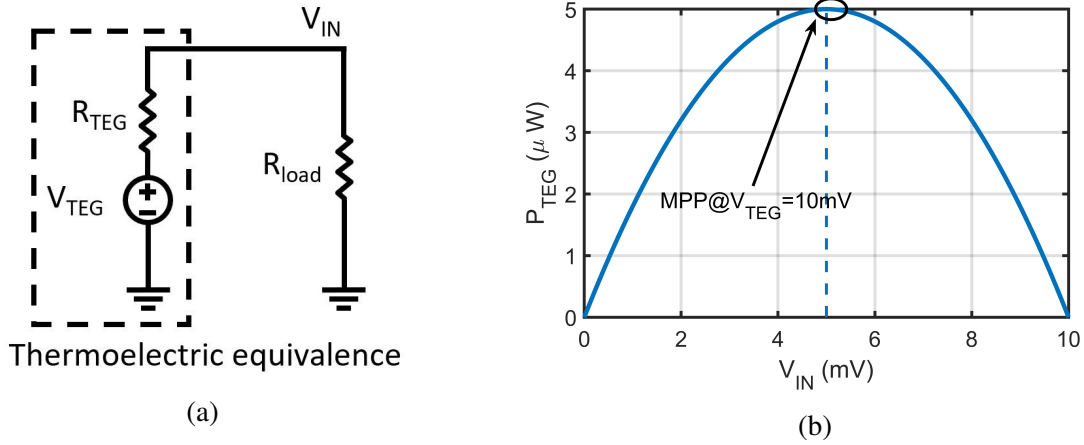 V_IN
R_TEG
R_load
V_TEG
+
−
Thermoelectric equivalence
(a)
5
4
3
2
1
0
P_TEG (μ W)
MPP@V_TEG=10mV
0 2 4 6 8 10
V_IN (mV)
(b)